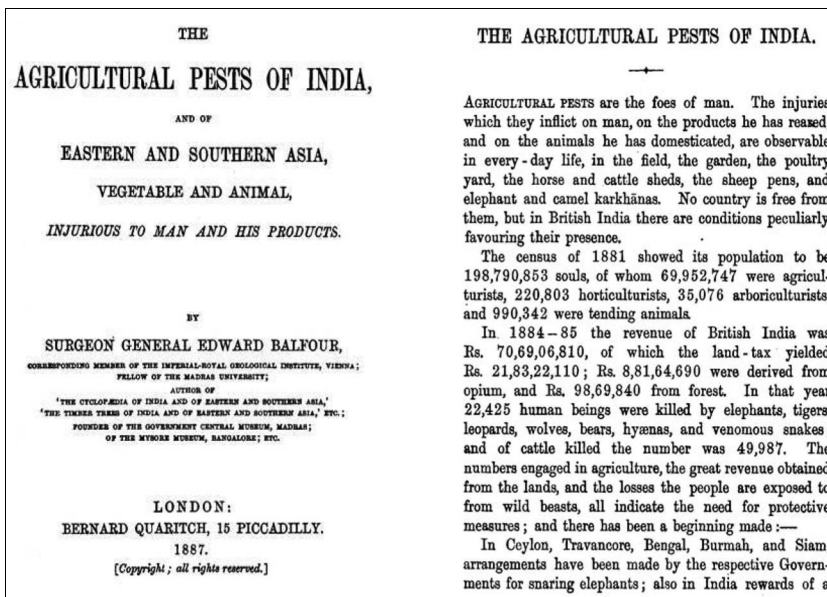 THE
AGRICULTURAL PESTS OF INDIA,
AND OF
EASTERN AND SOUTHERN ASIA,
VEGETABLE AND ANIMAL,
INJURIOUS TO MAN AND HIS PRODUCTS.
BY
SURGEON GENERAL EDWARD BALFOUR,
CORRESPONDING MEMBER OF THE IMPERIAL-ROYAL GEOLOGICAL INSTITUTE, VIENNA;
FELLOW OF THE MADRAS UNIVERSITY;
AUTHOR OF
'THE CYCLOPÆDIA OF INDIA AND OF EASTERN AND SOUTHERN ASIA,'
'THE TIMBER TREES OF INDIA AND OF EASTERN AND SOUTHERN ASIA,' ETC.;
FOUNDER OF THE GOVERNMENT CENTRAL MUSEUM, MADRAS;
OF THE MYSORE MUSEUM, BANGALORE; ETC.
LONDON:
BERNARD QUARITCH, 15 PICCADILLY.
1887.
[Copyright; all rights reserved.]
THE AGRICULTURAL PESTS OF INDIA.
AGRICULTURAL PESTS are the foes of man. The injuries
which they inflict on man, on the products he has reared
and on the animals he has domesticated, are observable
in every-day life, in the field, the garden, the poultry
yard, the horse and cattle sheds, the sheep pens, and
elephant and camel karkhānas. No country is free from
them, but in British India there are conditions peculiarly
favouring their presence.
The census of 1881 showed its population to be
198,790,853 souls, of whom 69,952,747 were agricul-
turists, 220,803 horticulturists, 35,076 arboriculturists
and 990,342 were tending animals.
In 1884-85 the revenue of British India was
Rs. 70,69,06,810, of which the land-tax yielded
Rs. 21,83,22,110; Rs. 8,81,64,690 were derived from
opium, and Rs. 98,69,840 from forest. In that year
22,425 human beings were killed by elephants, tigers
leopards, wolves, bears, hyænas, and venomous snakes
and of cattle killed the number was 49,987. The
numbers engaged in agriculture, the great revenue obtained
from the lands, and the losses the people are exposed to
from wild beasts, all indicate the need for protective
measures; and there has been a beginning made:—
In Ceylon, Travancore, Bengal, Burmah, and Siam
arrangements have been made by the respective Govern-
ments for snaring elephants; also in India rewards of a